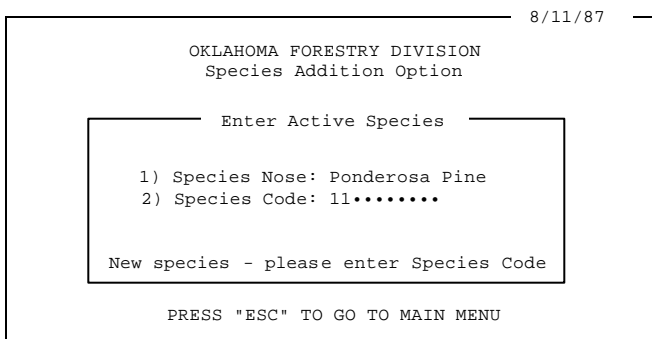 8/11/87
OKLAHOMA FORESTRY DIVISION
Species Addition Option
Enter Active Species
1) Species Nose: Ponderosa Pine
2) Species Code: 11••••••••
New species - please enter Species Code
PRESS "ESC" TO GO TO MAIN MENU